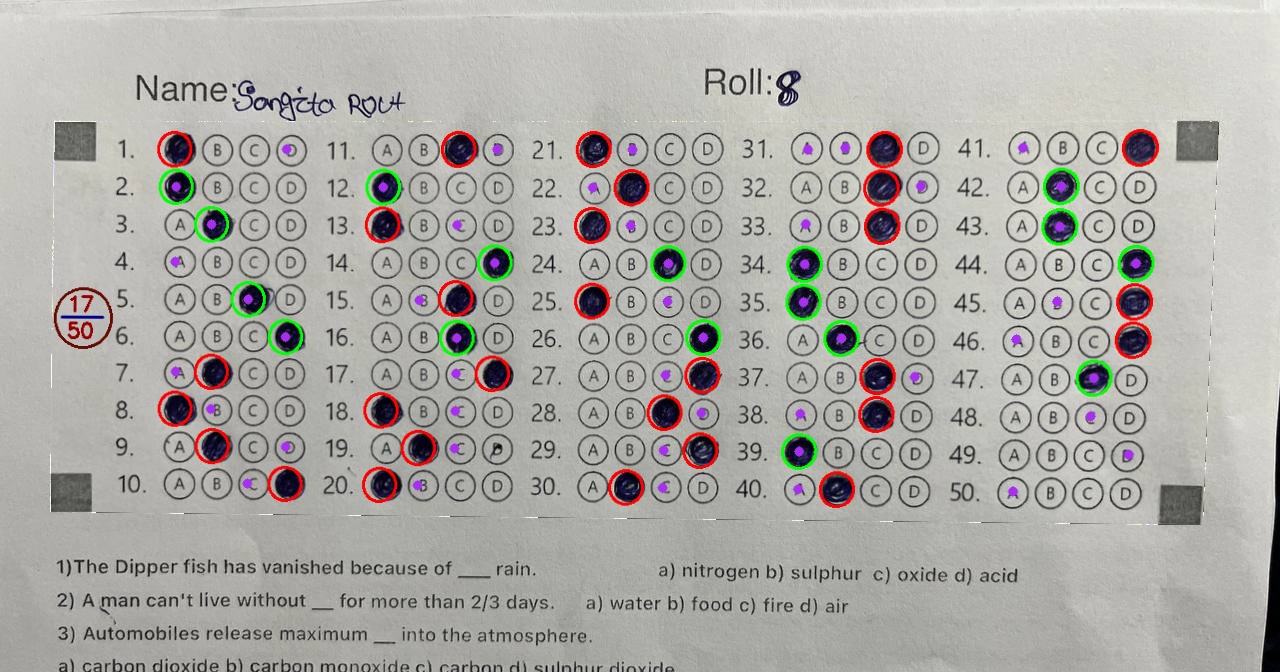 Name: Sangita Rout Roll: 8
1. B C D 11. A B D 21. B C D 31. A B D 41. A B C
2. B C D 12. B C D 22. A C D 32. A B D 42. A C D
3. A C D 13. B C D 23. B C D 33. A B D 43. A C D
4. A B C D 14. A B C 24. A B D 34. B C D 44. A B C
5. A B D 15. A B D 25. B C D 35. B C D 45. A B C
17
50
6. A B C 16. A B D 26. A B C 36. A C D 46. A B C
7. A C D 17. A B C 27. A B C 37. A B D 47. A B D
8. B C D 18. B C D 28. A B D 38. A B D 48. A B C D
9. A C D 19. A C D 29. A B C 39. B C D 49. A B C D
10. A B C 20. B C D 30. A C D 40. A C D 50. A B C D
1)The Dipper fish has vanished because of ___ rain. a) nitrogen b) sulphur c) oxide d) acid
2) A man can't live without __ for more than 2/3 days. a) water b) food c) fire d) air
3) Automobiles release maximum __ into the atmosphere.
a) carbon dioxide b) carbon monoxide c) carbon d) sulphur dioxide